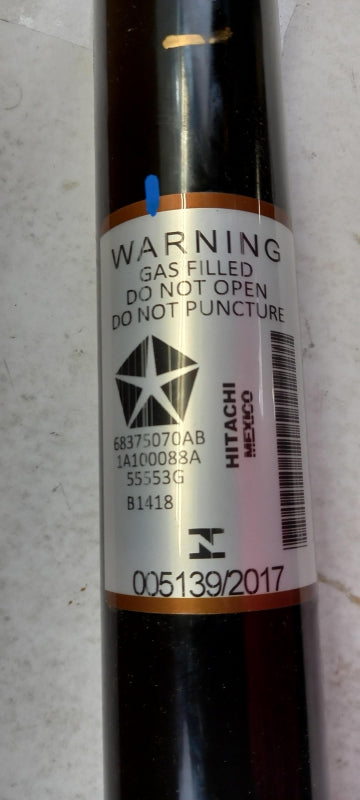 WARNING
GAS FILLED
DO NOT OPEN
DO NOT PUNCTURE
68375070AB
1A100088A
55553G
B1418
HITACHI
MEXICO
005139/2017